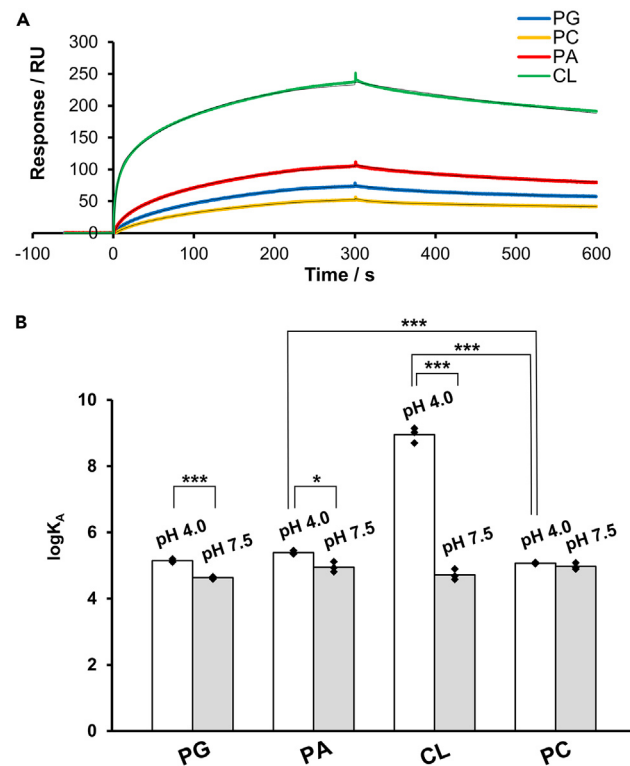 A
PG
PC
PA
CL
Response / RU
300
250
200
150
100
50
0
-100 0 100 200 300 400 500 600
Time / s
B
***
***
***
pH 4.0
*** * 
pH 4.0 pH 7.5 pH 4.0 pH 7.5 pH 7.5 pH 4.0 pH 7.5
logK_A
10
8
6
4
2
0
PG PA CL PC